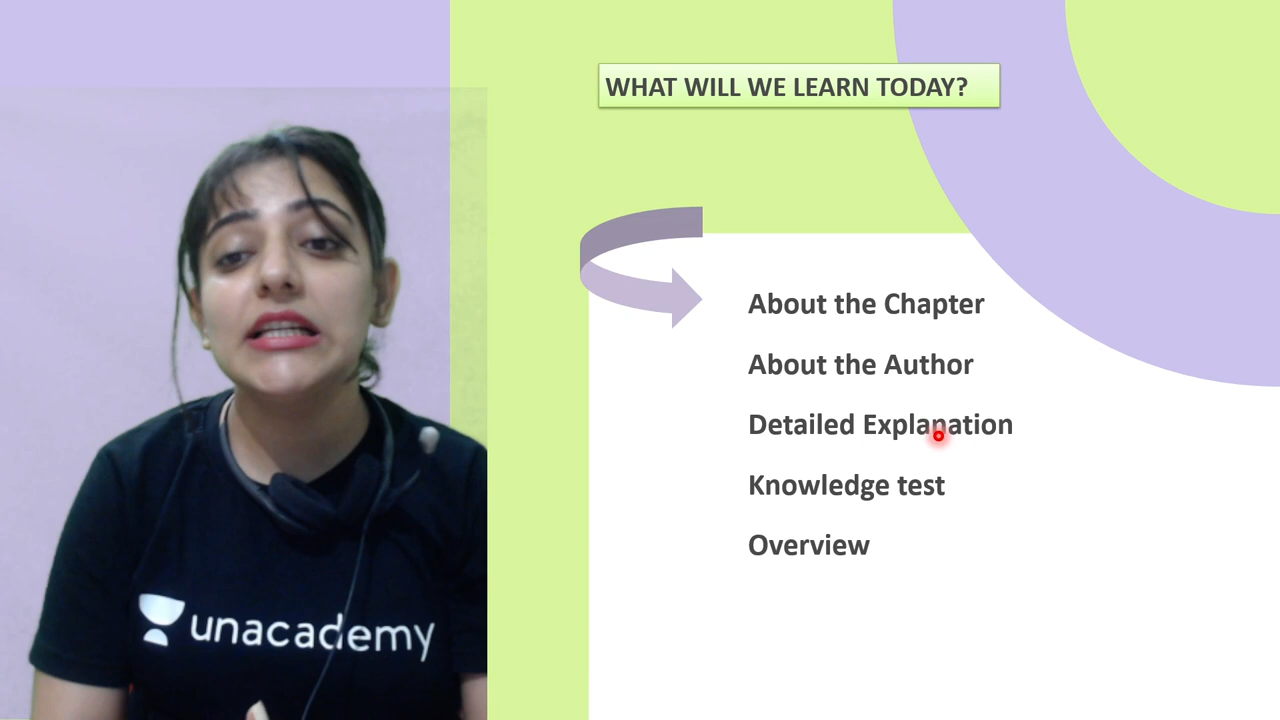 WHAT WILL WE LEARN TODAY?
About the Chapter
About the Author
Detailed Explanation
Knowledge test
Overview
unacademy